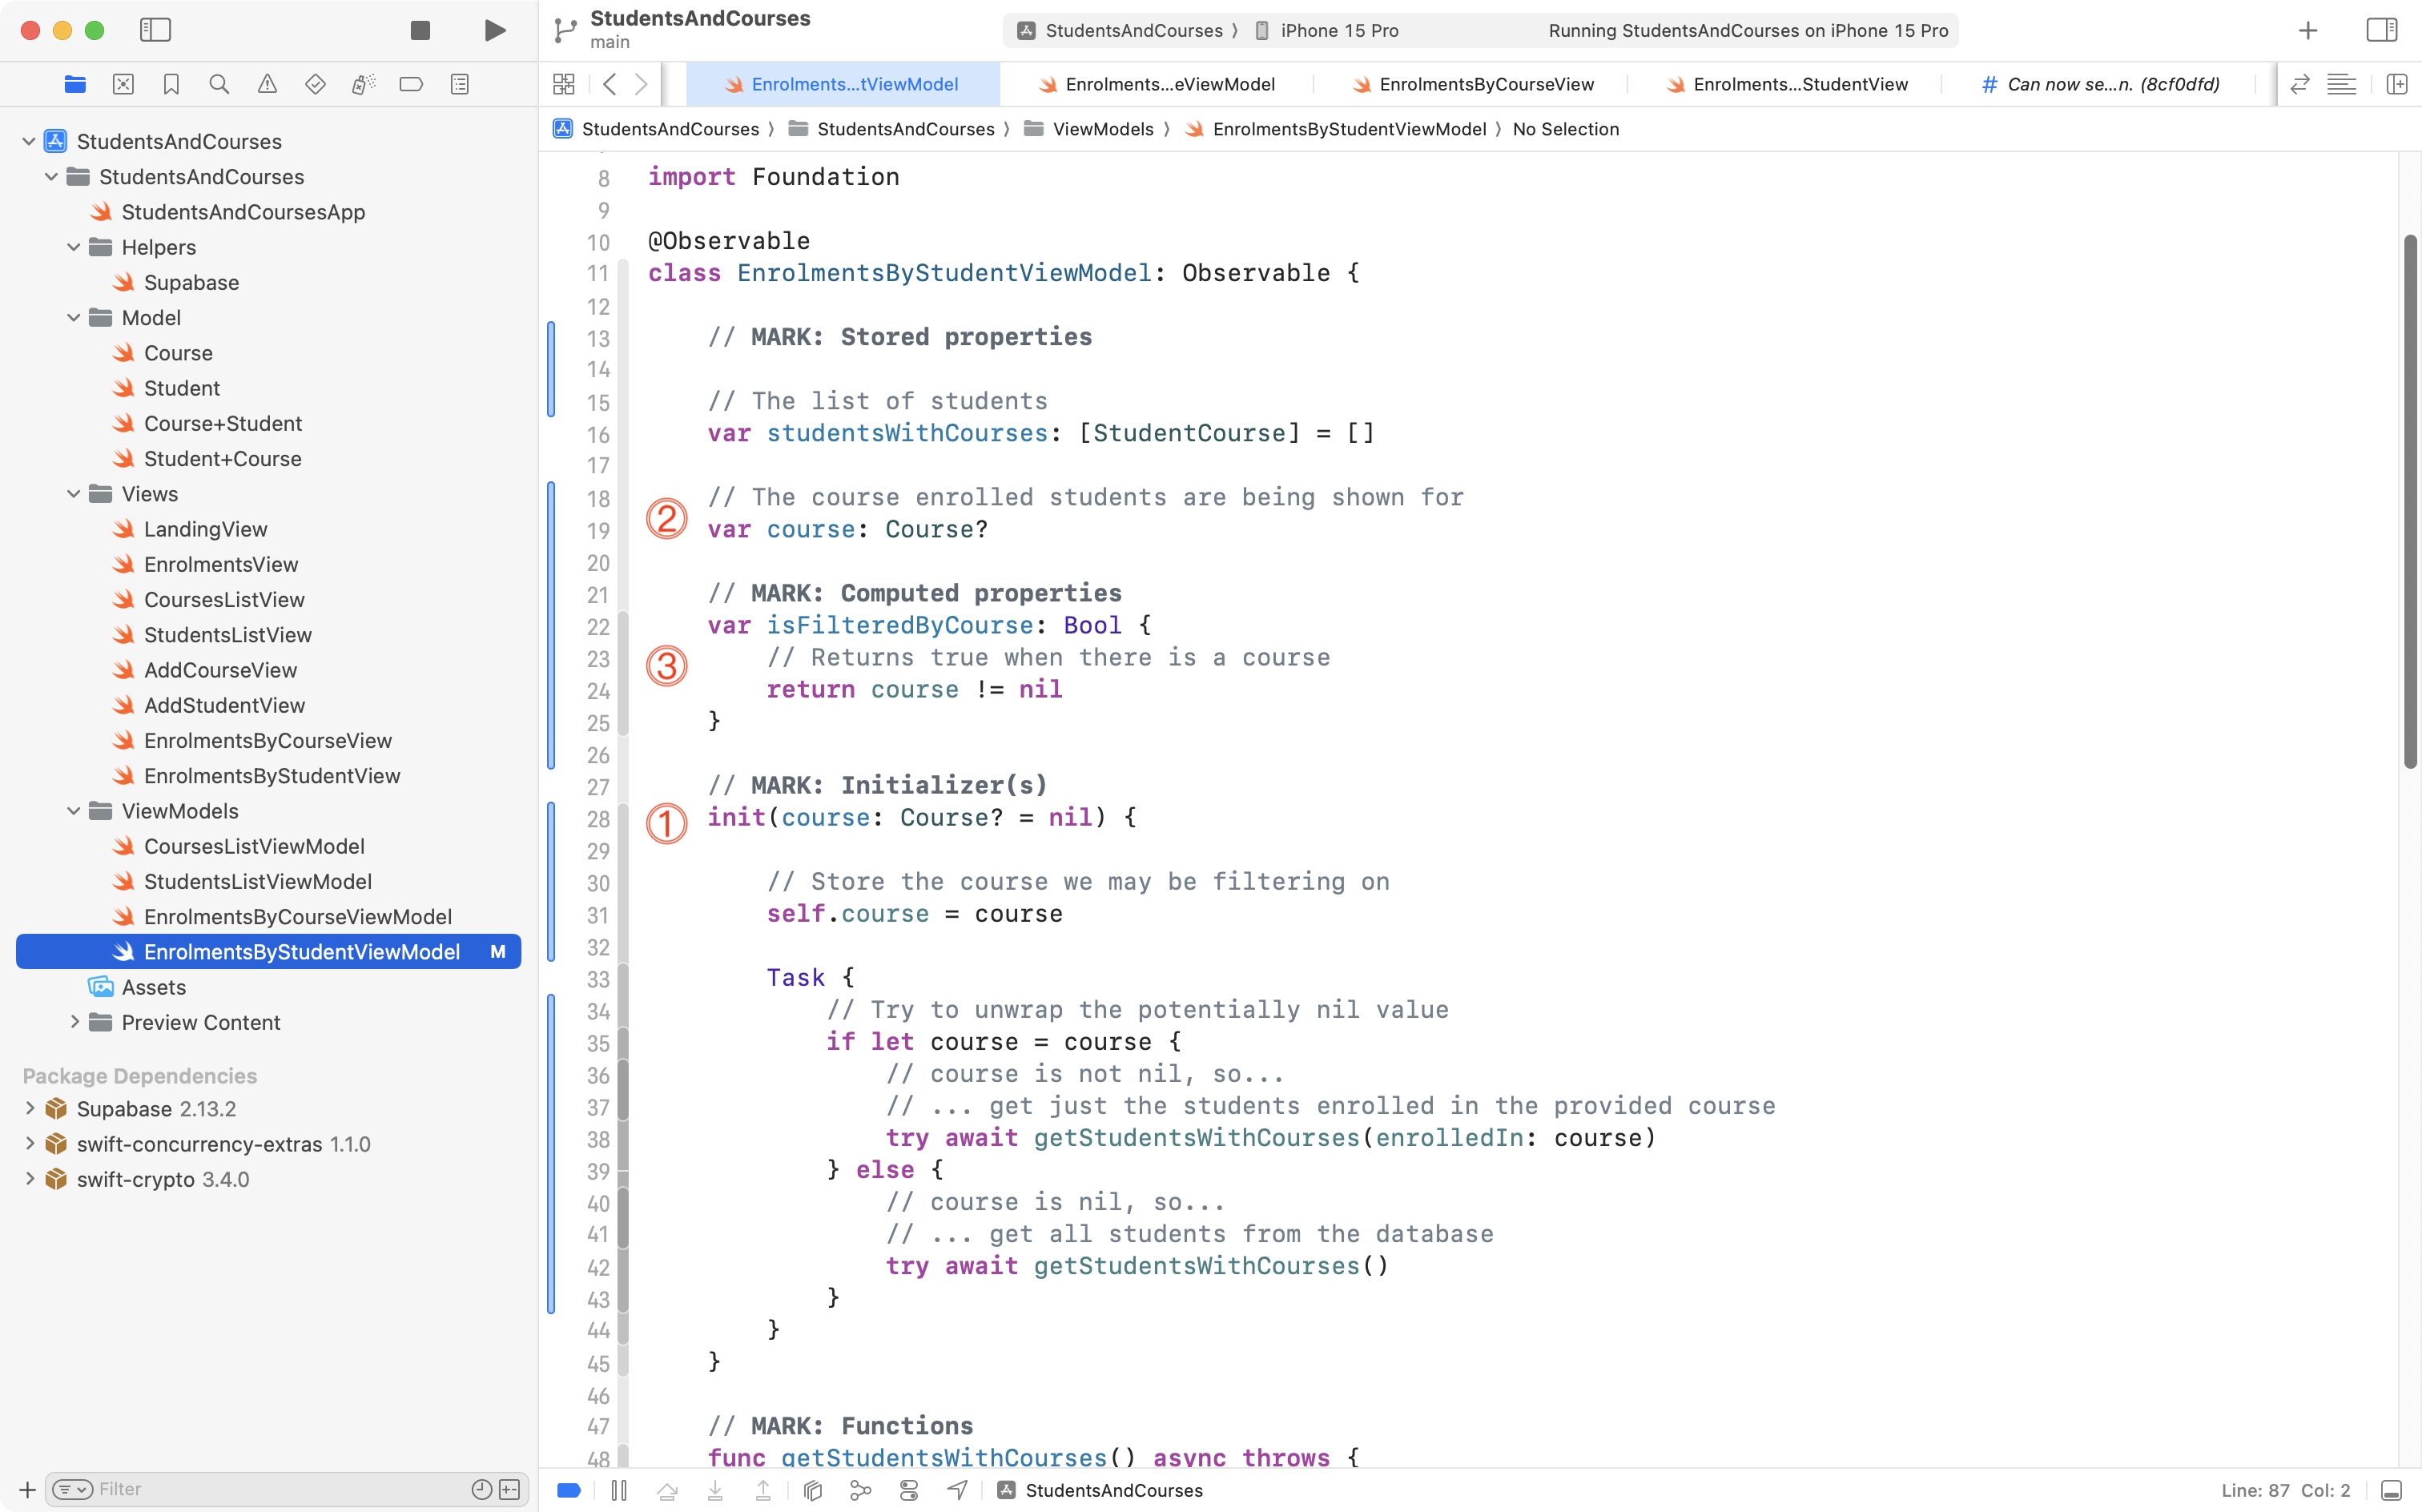 StudentsAndCourses
main
StudentsAndCourses 〉 iPhone 15 Pro
Running StudentsAndCourses on iPhone 15 Pro
Enrolments...tViewModel
Enrolments...eViewModel
EnrolmentsByCourseView
Enrolments...StudentView
# Can now se...n. (8cf0dfd)
StudentsAndCourses 〉 StudentsAndCourses 〉 ViewModels 〉 EnrolmentsByStudentViewModel 〉 No Selection
StudentsAndCourses
StudentsAndCourses
StudentsAndCoursesApp
Helpers
Supabase
Model
Course
Student
Course+Student
Student+Course
Views
LandingView
EnrolmentsView
CoursesListView
StudentsListView
AddCourseView
AddStudentView
EnrolmentsByCourseView
EnrolmentsByStudentView
ViewModels
CoursesListViewModel
StudentsListViewModel
EnrolmentsByCourseViewModel
EnrolmentsByStudentViewModel M
Assets
Preview Content
Package Dependencies
Supabase 2.13.2
swift-concurrency-extras 1.1.0
swift-crypto 3.4.0
Filter
8 import Foundation
9
10 @Observable
11 class EnrolmentsByStudentViewModel: Observable {
12
13 // MARK: Stored properties
14
15 // The list of students
16 var studentsWithCourses: [StudentCourse] = []
17
18 // The course enrolled students are being shown for
②
19 var course: Course?
20
21 // MARK: Computed properties
22 var isFilteredByCourse: Bool {
23 // Returns true when there is a course
③
24 return course != nil
25 }
26
27 // MARK: Initializer(s)
28 ① init(course: Course? = nil) {
29
30 // Store the course we may be filtering on
31 self.course = course
32
33 Task {
34 // Try to unwrap the potentially nil value
35 if let course = course {
36 // course is not nil, so...
37 // ... get just the students enrolled in the provided course
38 try await getStudentsWithCourses(enrolledIn: course)
39 } else {
40 // course is nil, so...
41 // ... get all students from the database
42 try await getStudentsWithCourses()
43 }
44 }
45 }
46
47 // MARK: Functions
48 func getStudentsWithCourses() async throws {
StudentsAndCourses
Line: 87 Col: 2